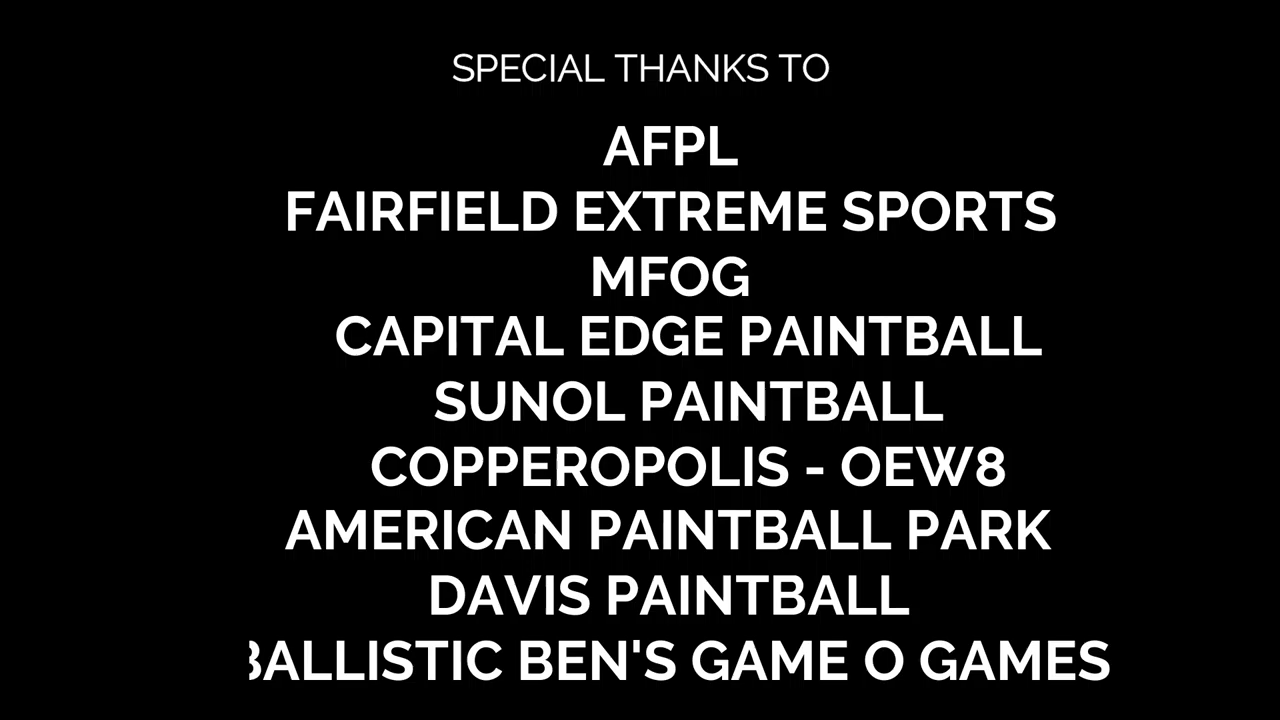 SPECIAL THANKS TO
AFPL
FAIRFIELD EXTREME SPORTS
MFOG
CAPITAL EDGE PAINTBALL
SUNOL PAINTBALL
COPPEROPOLIS - OEW8
AMERICAN PAINTBALL PARK
DAVIS PAINTBALL
BALLISTIC BEN'S GAME O GAMES